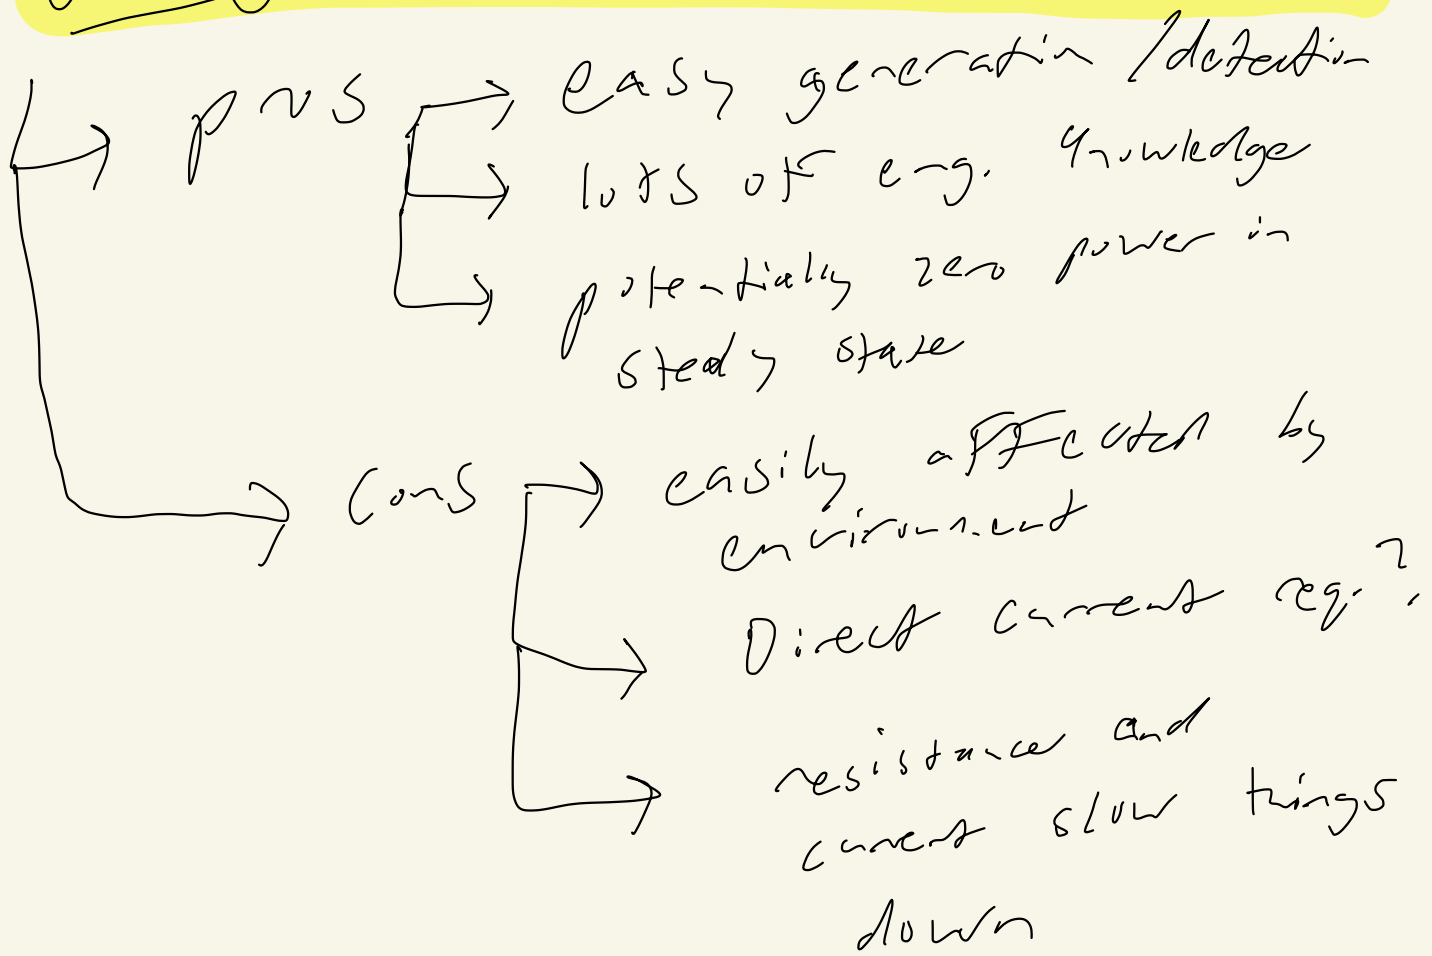 pros
easy generation/detection
lots of eng. knowledge
potentially zero power in
steady state
cons
easily affected by
environment
Direct current req.?
resistance and
current slow things
down